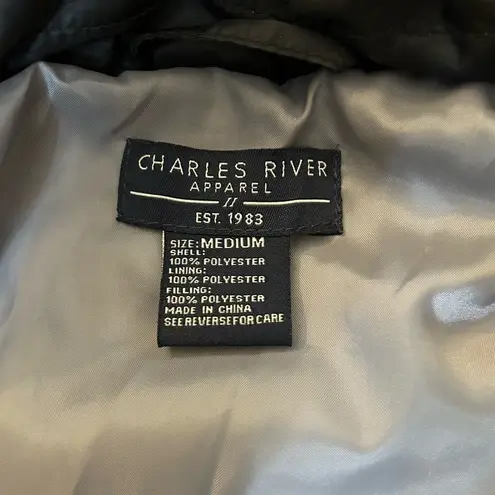 CHARLES RIVER
APPAREL
EST. 1983
SIZE: MEDIUM
SHELL:
100% POLYESTER
LINING:
100% POLYESTER
FILLING:
100% POLYESTER
MADE IN CHINA
SEE REVERSE FOR CARE